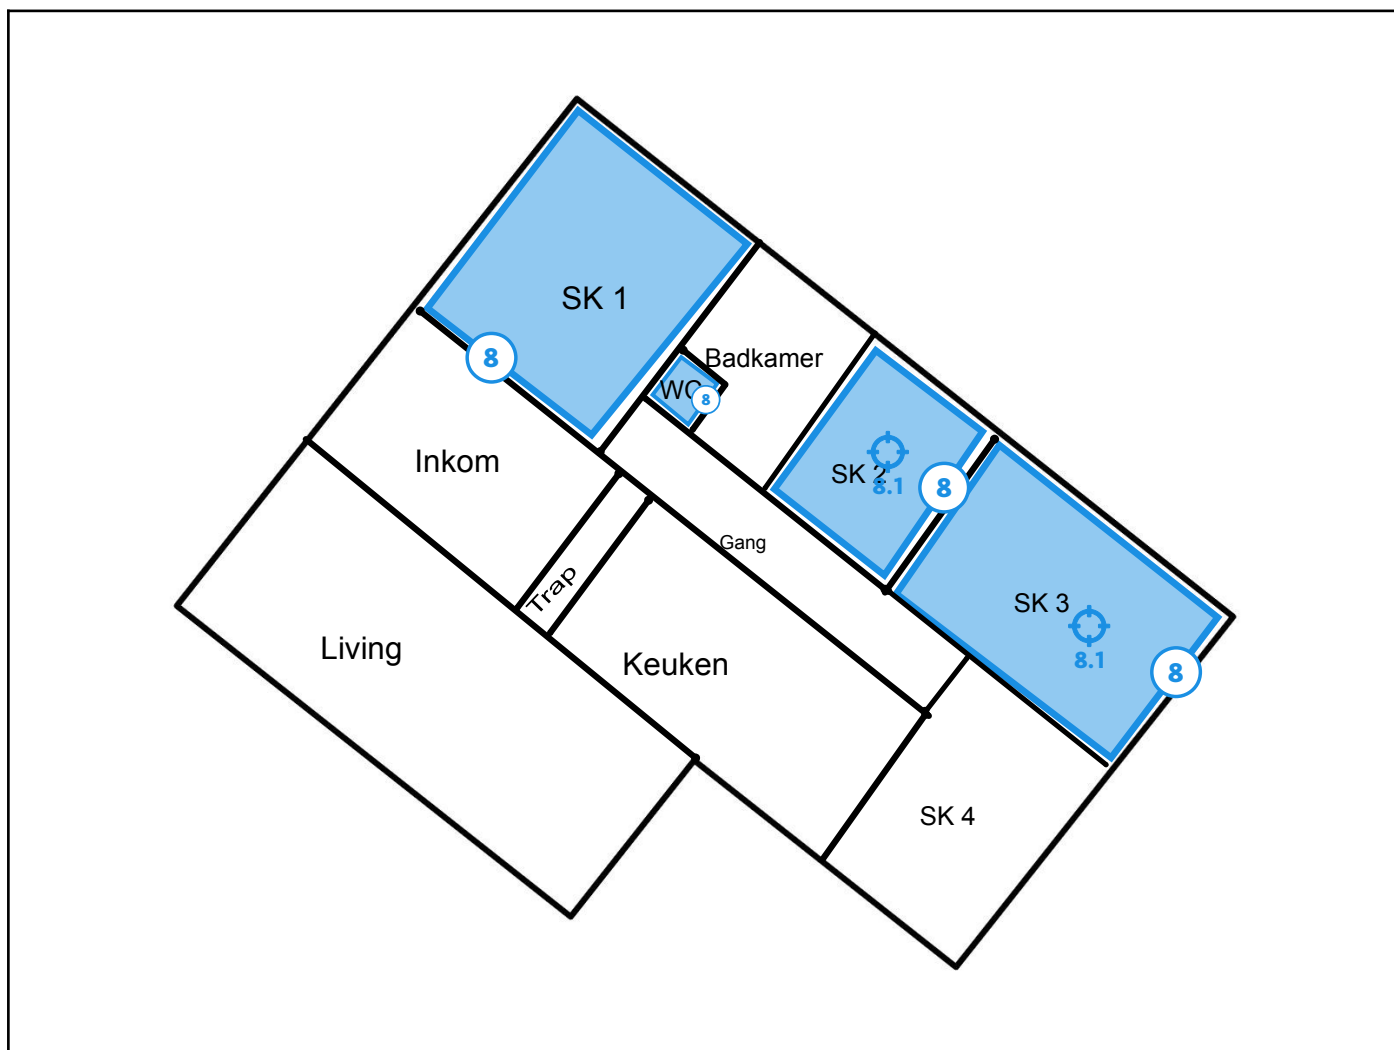 SK 1
8
Badkamer
WC
8
Inkom
SK 2
8.1
8
Gang
Trap
SK 3
8.1
8
Living
Keuken
SK 4